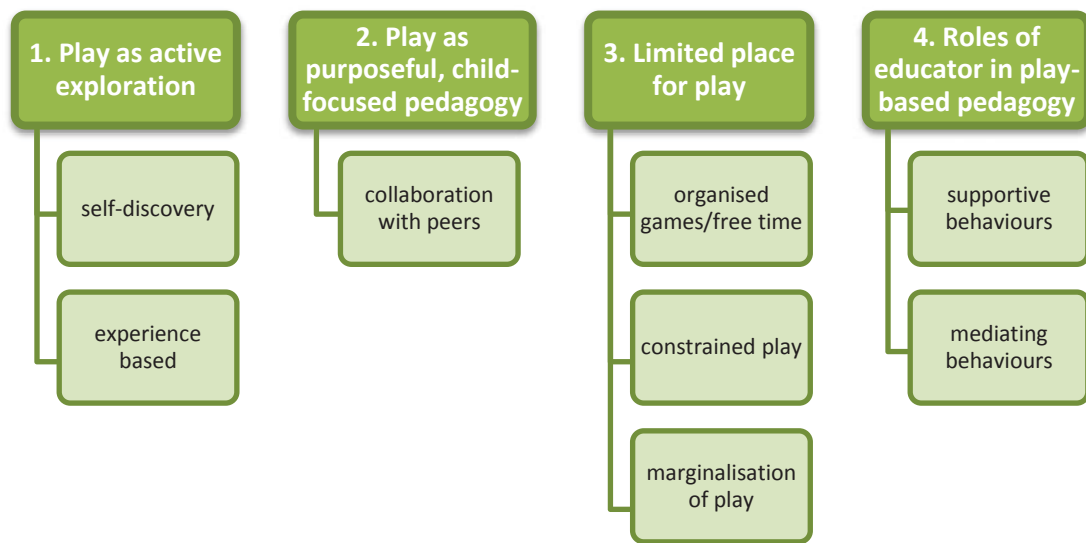 1. Play as active
exploration
self-discovery
experience
based
2. Play as
purposeful, child-
focused pedagogy
collaboration
with peers
3. Limited place
for play
organised
games/free time
constrained play
marginalisation
of play
4. Roles of
educator in play-
based pedagogy
supportive
behaviours
mediating
behaviours